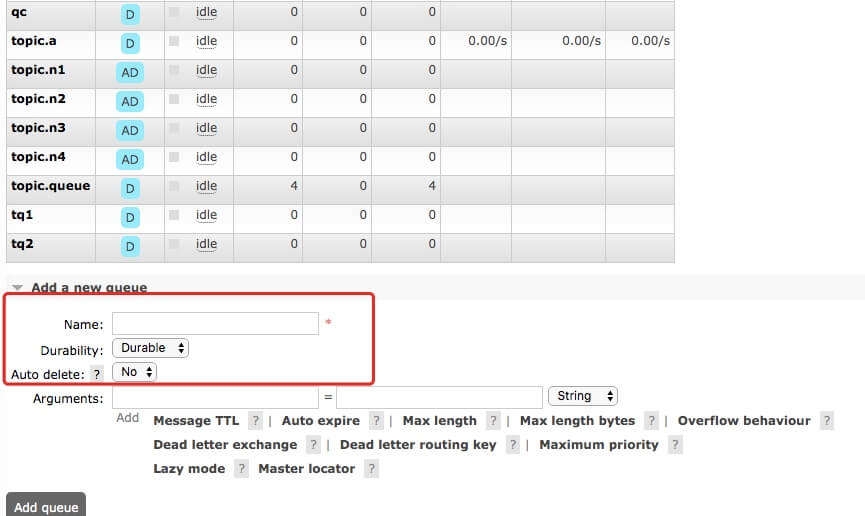 qc D idle 0 0 0
topic.a D idle 0 0 0 0.00/s 0.00/s 0.00/s
topic.n1 AD idle 0 0 0
topic.n2 AD idle 0 0 0
topic.n3 AD idle 0 0 0
topic.n4 AD idle 0 0 0
topic.queue D idle 4 0 4
tq1 D idle 0 0 0
tq2 D idle 0 0 0
Add a new queue
Name: *
Durability: Durable
Auto delete: ? No
Arguments: = String
Add Message TTL ? | Auto expire ? | Max length ? | Max length bytes ? | Overflow behaviour ?
Dead letter exchange ? | Dead letter routing key ? | Maximum priority ?
Lazy mode ? Master locator ?
Add queue